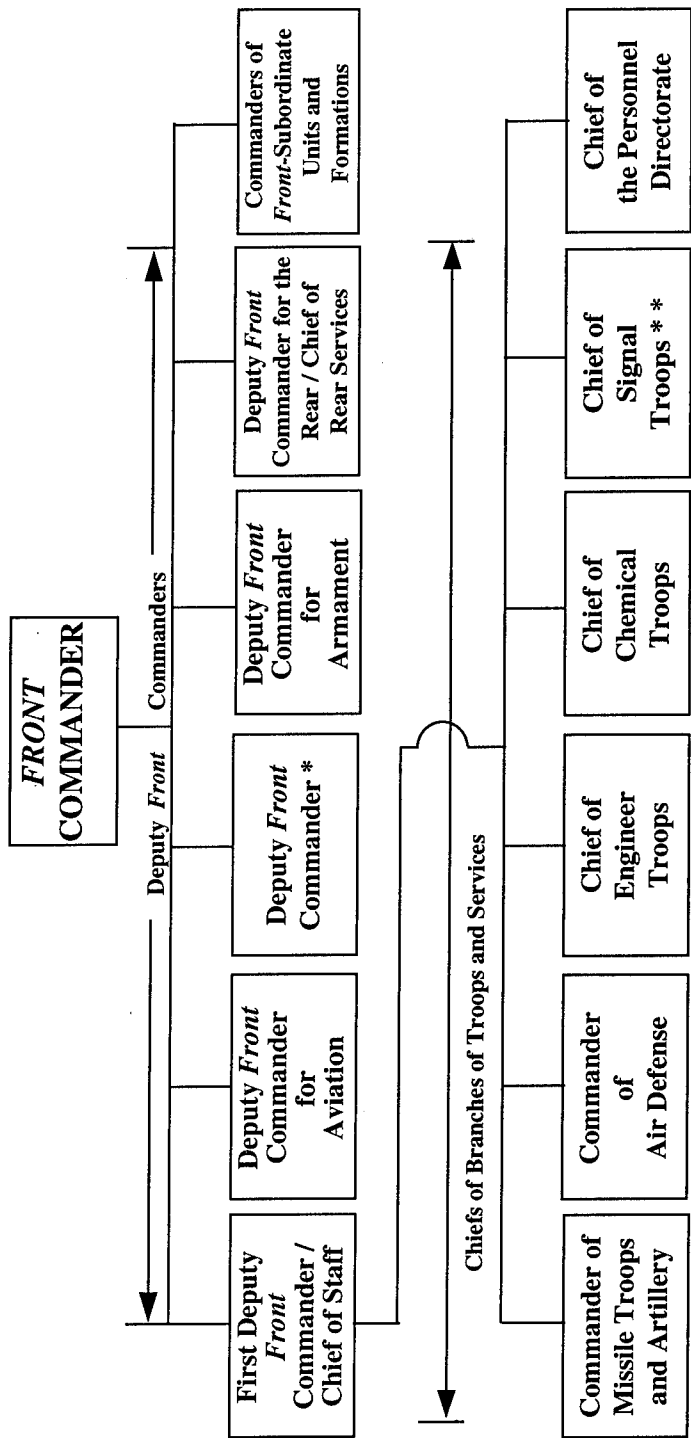 FRONT
COMMANDER
Deputy Front Commanders
First Deputy
Front
Commander /
Chief of Staff
Deputy Front
Commander
for
Aviation
Deputy Front
Commander *
Deputy Front
Commander
for
Armament
Deputy Front
Commander for the
Rear / Chief of
Rear Services
Commanders of
Front-Subordinate
Units and
Formations
Chiefs of Branches of Troops and Services
Commander of
Missile Troops
and Artillery
Commander
of
Air Defense
Chief of
Engineer
Troops
Chief of
Chemical
Troops
Chief of
Signal
Troops * *
Chief of
the Personnel
Directorate